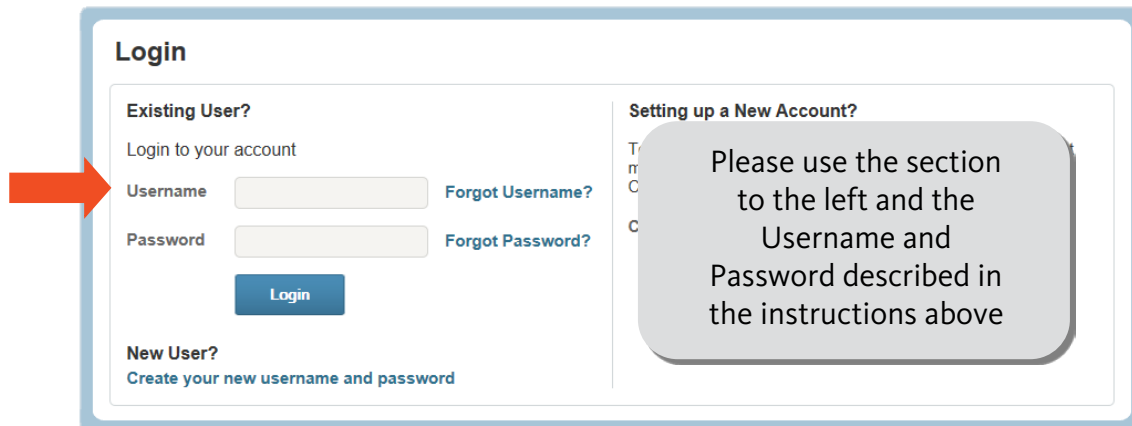 Login
Existing User?
Login to your account
Username
Forgot Username?
Password
Forgot Password?
Login
New User?
Create your new username and password
Setting up a New Account?
Please use the section
to the left and the
Username and
Password described in
the instructions above